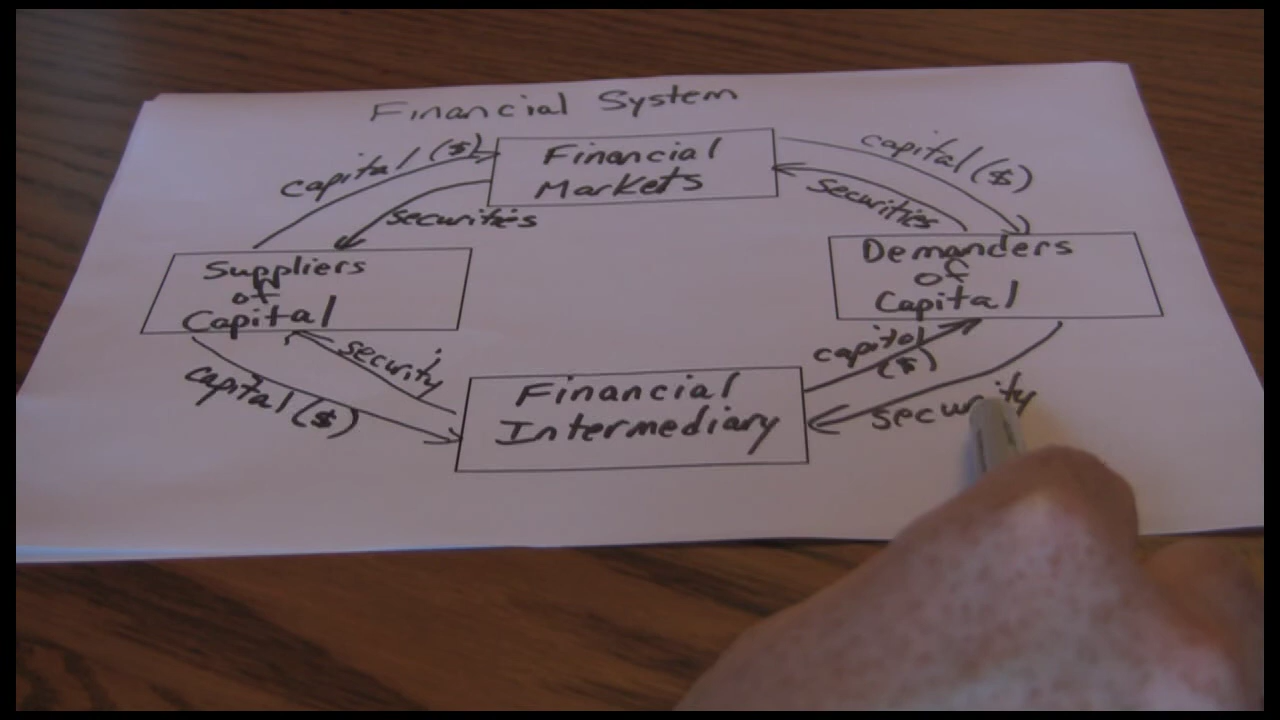 Financial System
capital ($)
Financial
Markets
capital ($)
securities
securities
Suppliers
of
Capital
Demanders
of
Capital
security
capital ($)
Financial
Intermediary
capital
($)
security